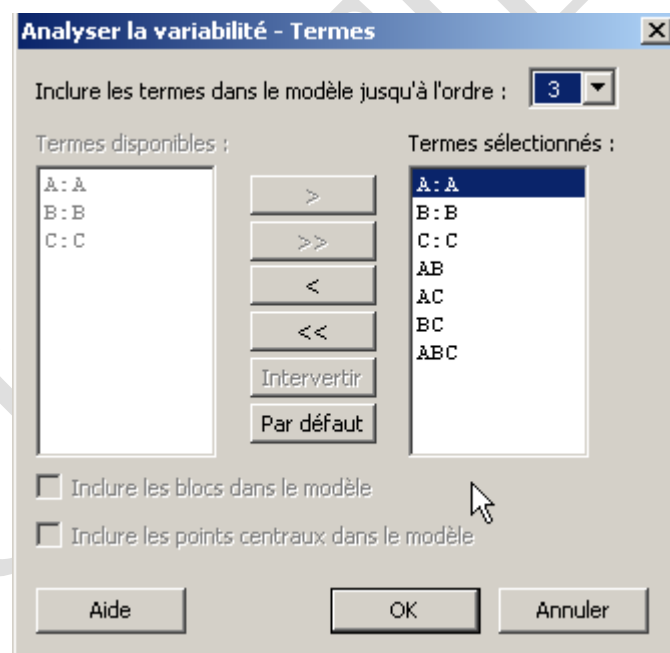 Analyser la variabilité - Termes
Inclure les termes dans le modèle jusqu'à l'ordre : 3
Termes disponibles :
A:A
B:B
C:C
>
>>
<
<<
Intervertir
Par défaut
Termes sélectionnés :
A:A
B:B
C:C
AB
AC
BC
ABC
Inclure les blocs dans le modèle
Inclure les points centraux dans le modèle
Aide
OK
Annuler